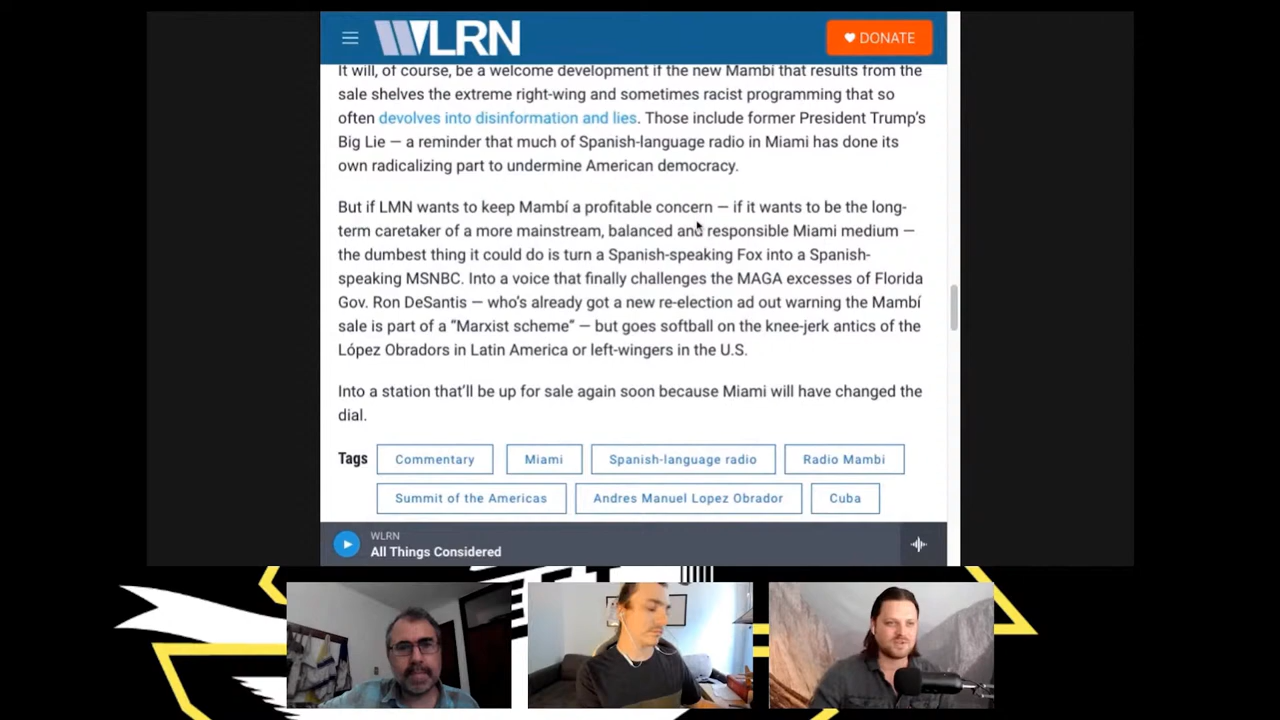 WLRN
DONATE
It will, of course, be a welcome development if the new Mambí that results from the
sale shelves the extreme right-wing and sometimes racist programming that so
often devolves into disinformation and lies. Those include former President Trump's
Big Lie — a reminder that much of Spanish-language radio in Miami has done its
own radicalizing part to undermine American democracy.
But if LMN wants to keep Mambí a profitable concern — if it wants to be the long-
term caretaker of a more mainstream, balanced and responsible Miami medium —
the dumbest thing it could do is turn a Spanish-speaking Fox into a Spanish-
speaking MSNBC. Into a voice that finally challenges the MAGA excesses of Florida
Gov. Ron DeSantis — who's already got a new re-election ad out warning the Mambí
sale is part of a “Marxist scheme” — but goes softball on the knee-jerk antics of the
López Obradors in Latin America or left-wingers in the U.S.
Into a station that'll be up for sale again soon because Miami will have changed the
dial.
Tags Commentary Miami Spanish-language radio Radio Mambi
Summit of the Americas Andres Manuel Lopez Obrador Cuba
WLRN
All Things Considered